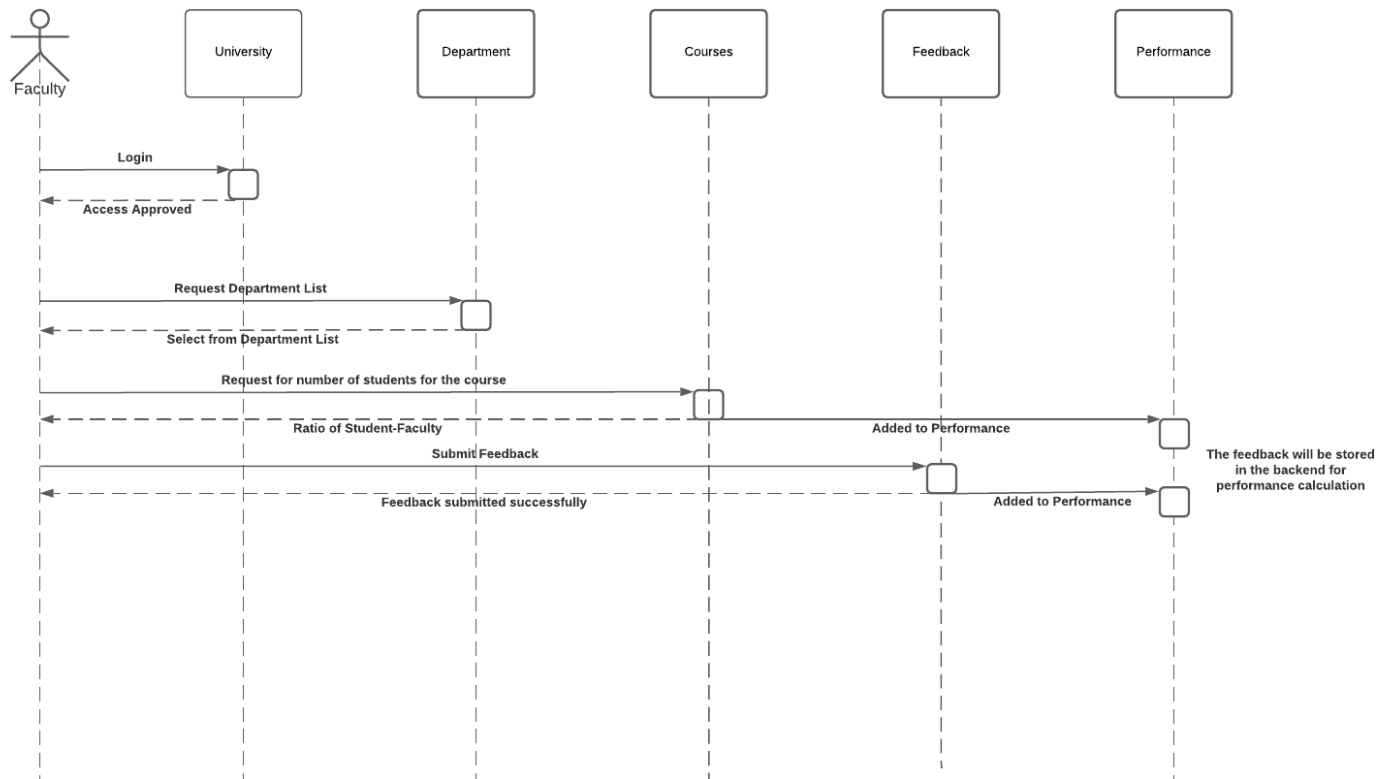 Faculty
University
Department
Courses
Feedback
Performance
Login
Access Approved
Request Department List
Select from Department List
Request for number of students for the course
Ratio of Student-Faculty
Added to Performance
Submit Feedback
The feedback will be stored
in the backend for
performance calculation
Feedback submitted successfully
Added to Performance